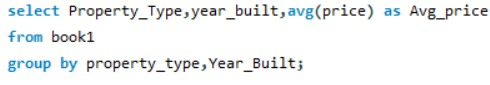 select Property_Type,year_built,avg(price) as Avg_price
from book1
group by property_type,Year_Built;